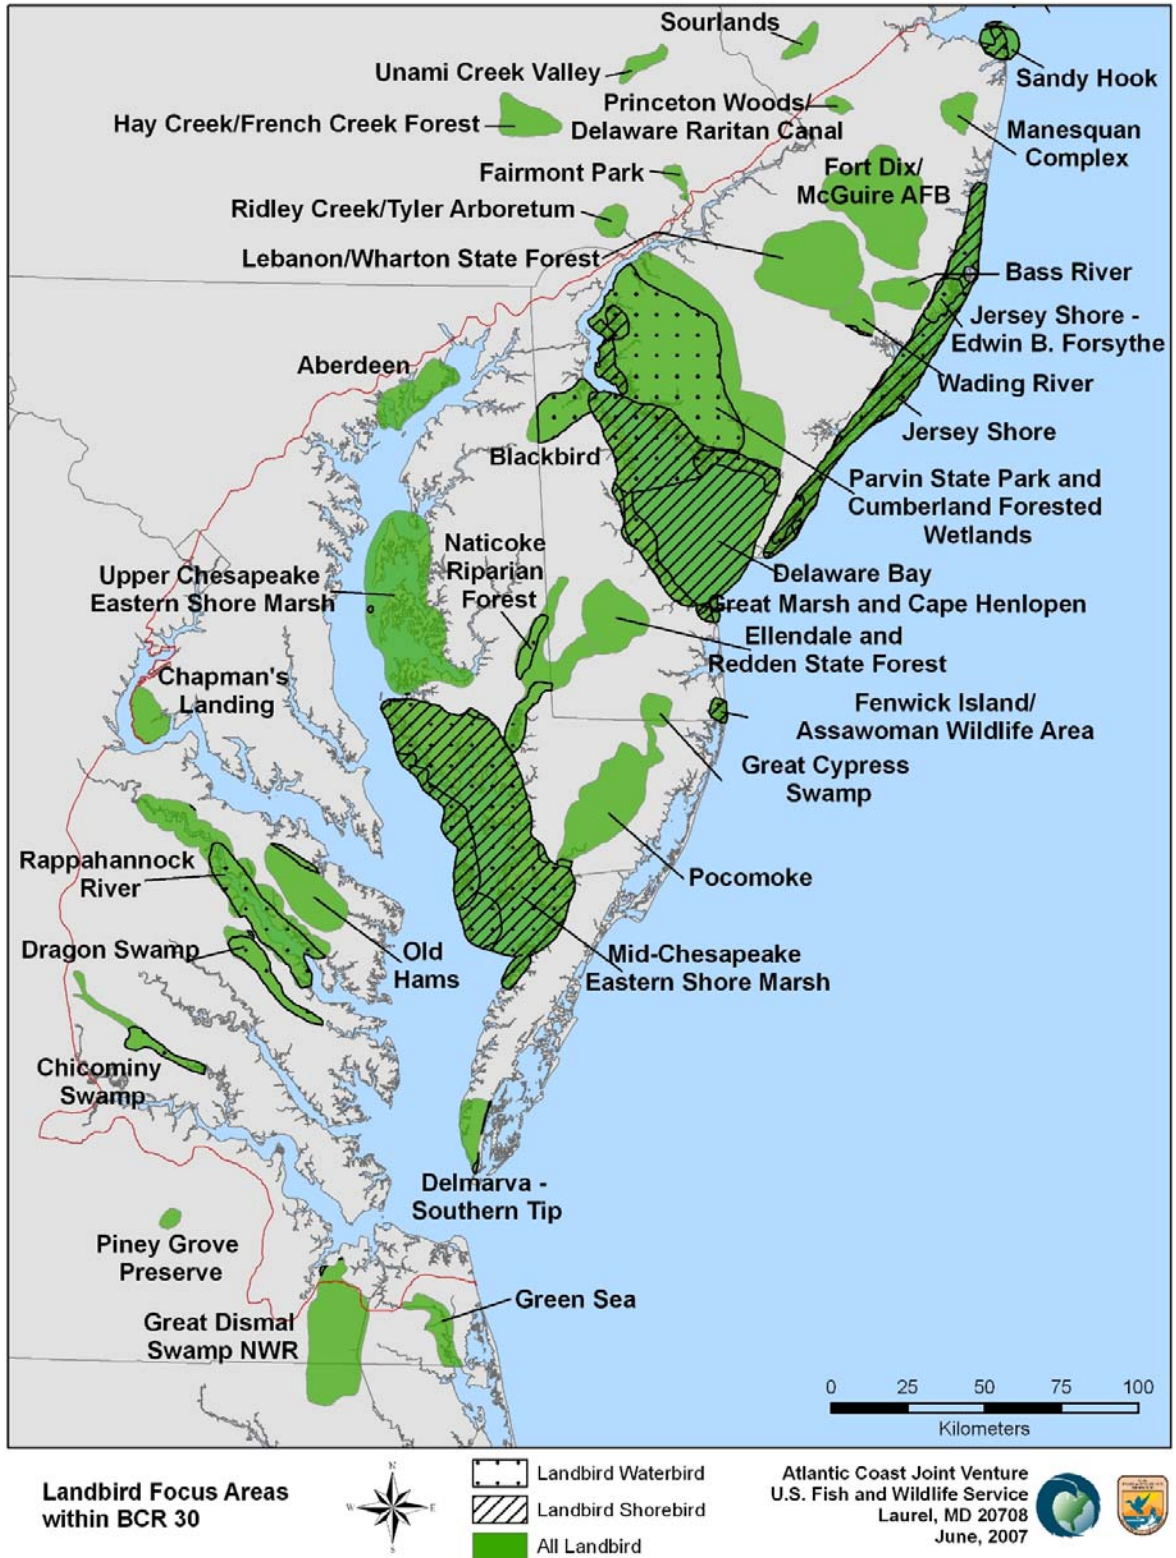 Sourlands
Unami Creek Valley
Sandy Hook
Princeton Woods/
Delaware Raritan Canal
Hay Creek/French Creek Forest
Manesquan
Complex
Fairmont Park
Fort Dix/
McGuire AFB
Ridley Creek/Tyler Arboretum
Lebanon/Wharton State Forest
Bass River
Jersey Shore -
Edwin B. Forsythe
Aberdeen
Wading River
Jersey Shore
Blackbird
Parvin State Park and
Cumberland Forested
Wetlands
Naticoke
Riparian
Forest
Upper Chesapeake
Eastern Shore Marsh
Delaware Bay
Great Marsh and Cape Henlopen
Ellendale and
Redden State Forest
Chapman's
Landing
Fenwick Island/
Assawoman Wildlife Area
Great Cypress
Swamp
Rappahannock
River
Pocomoke
Dragon Swamp
Old
Hams
Mid-Chesapeake
Eastern Shore Marsh
Chicominy
Swamp
Delmarva -
Southern Tip
Piney Grove
Preserve
Green Sea
Great Dismal
Swamp NWR
0 25 50 75 100
Kilometers
Landbird Focus Areas
within BCR 30
N
W E
S
Landbird Waterbird
Landbird Shorebird
All Landbird
Atlantic Coast Joint Venture
U.S. Fish and Wildlife Service
Laurel, MD 20708
June, 2007